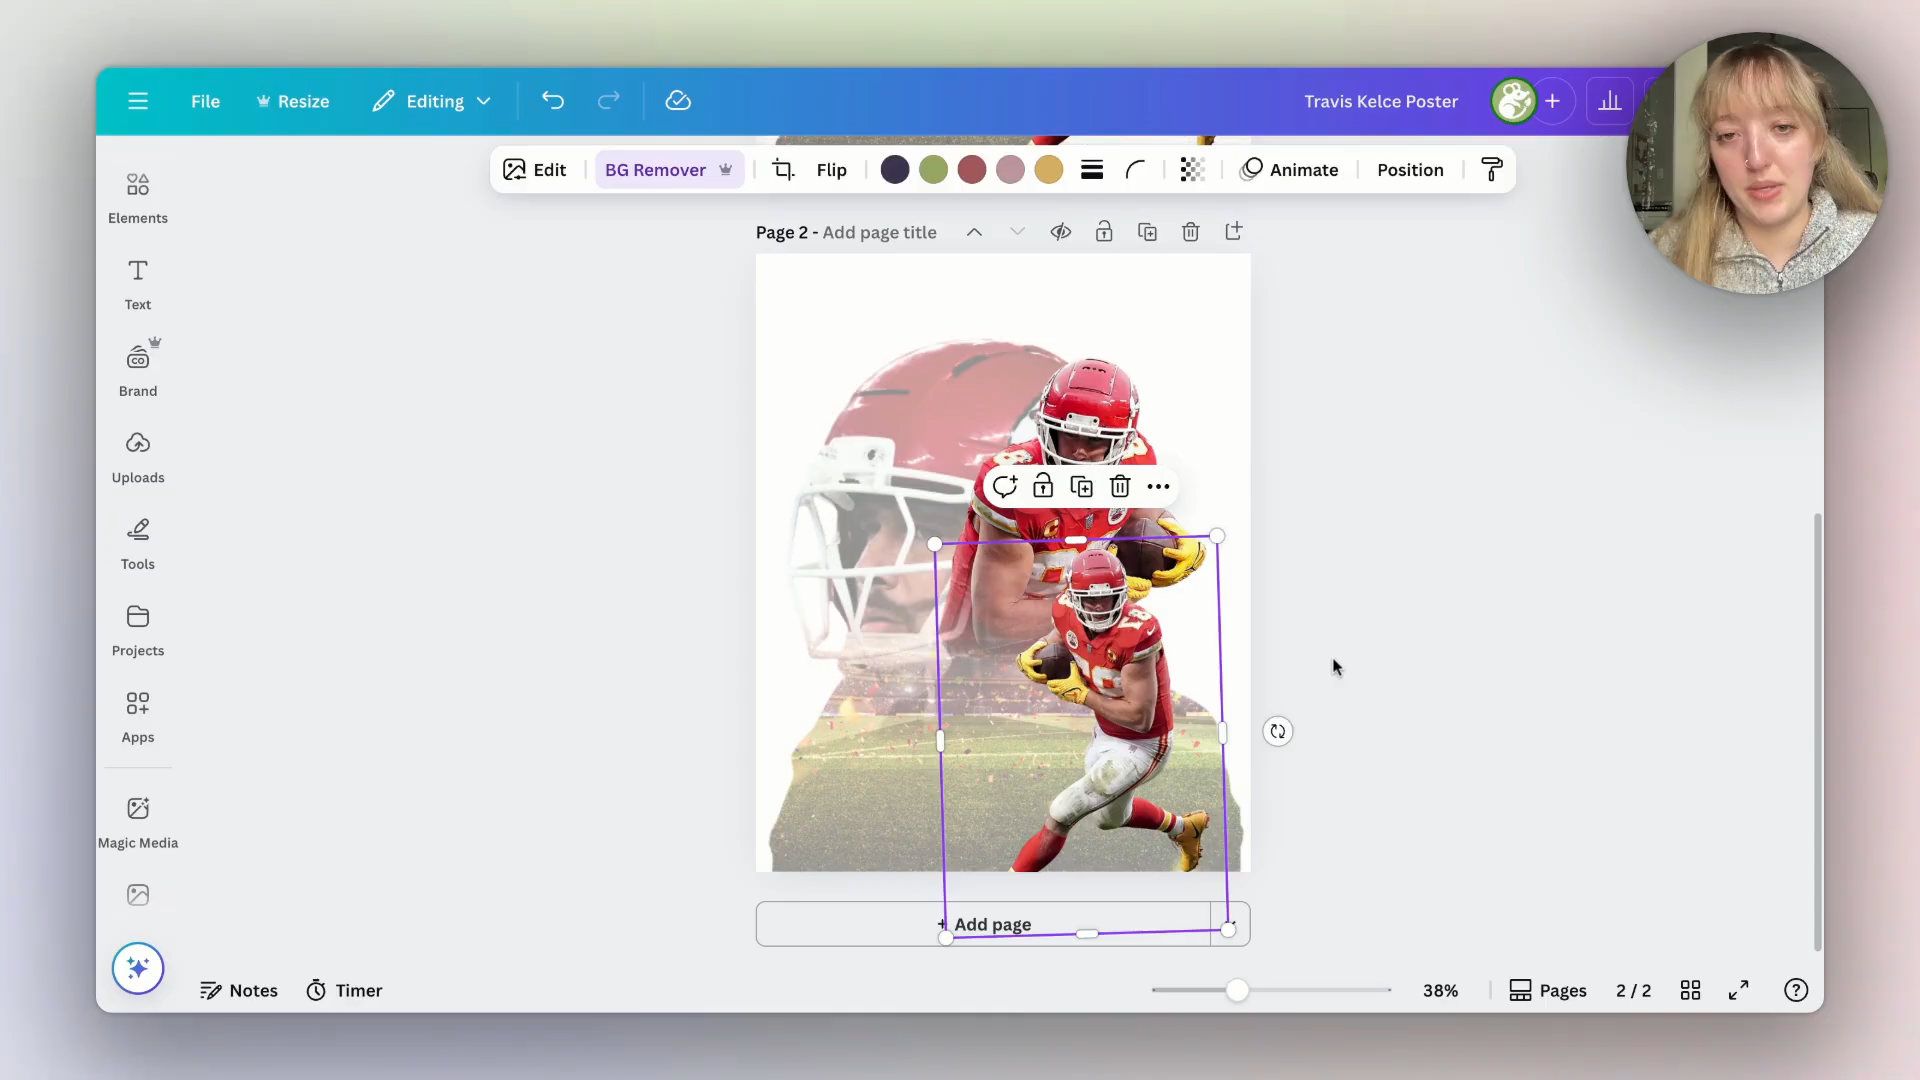 File
Resize
Editing
Travis Kelce Poster
Edit
BG Remover
Flip
Animate
Position
Page 2 - Add page title
Elements
Text
CO
Brand
Uploads
Tools
Projects
Apps
Magic Media
+ Add page
Notes
Timer
38%
Pages
2 / 2
?